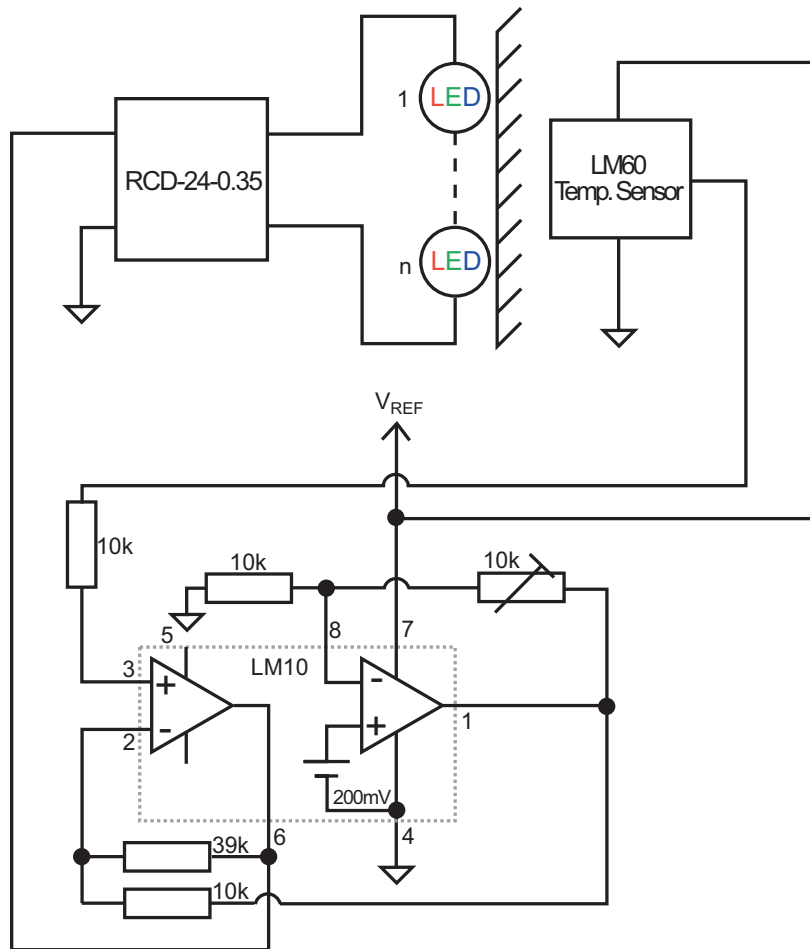 1
LED
RCD-24-0.35
LM60
Temp. Sensor
n
LED
V_REF
10k
10k
10k
5
8
7
3
LM10
-
+
-
2
+
1
200mV
6
4
39k
10k